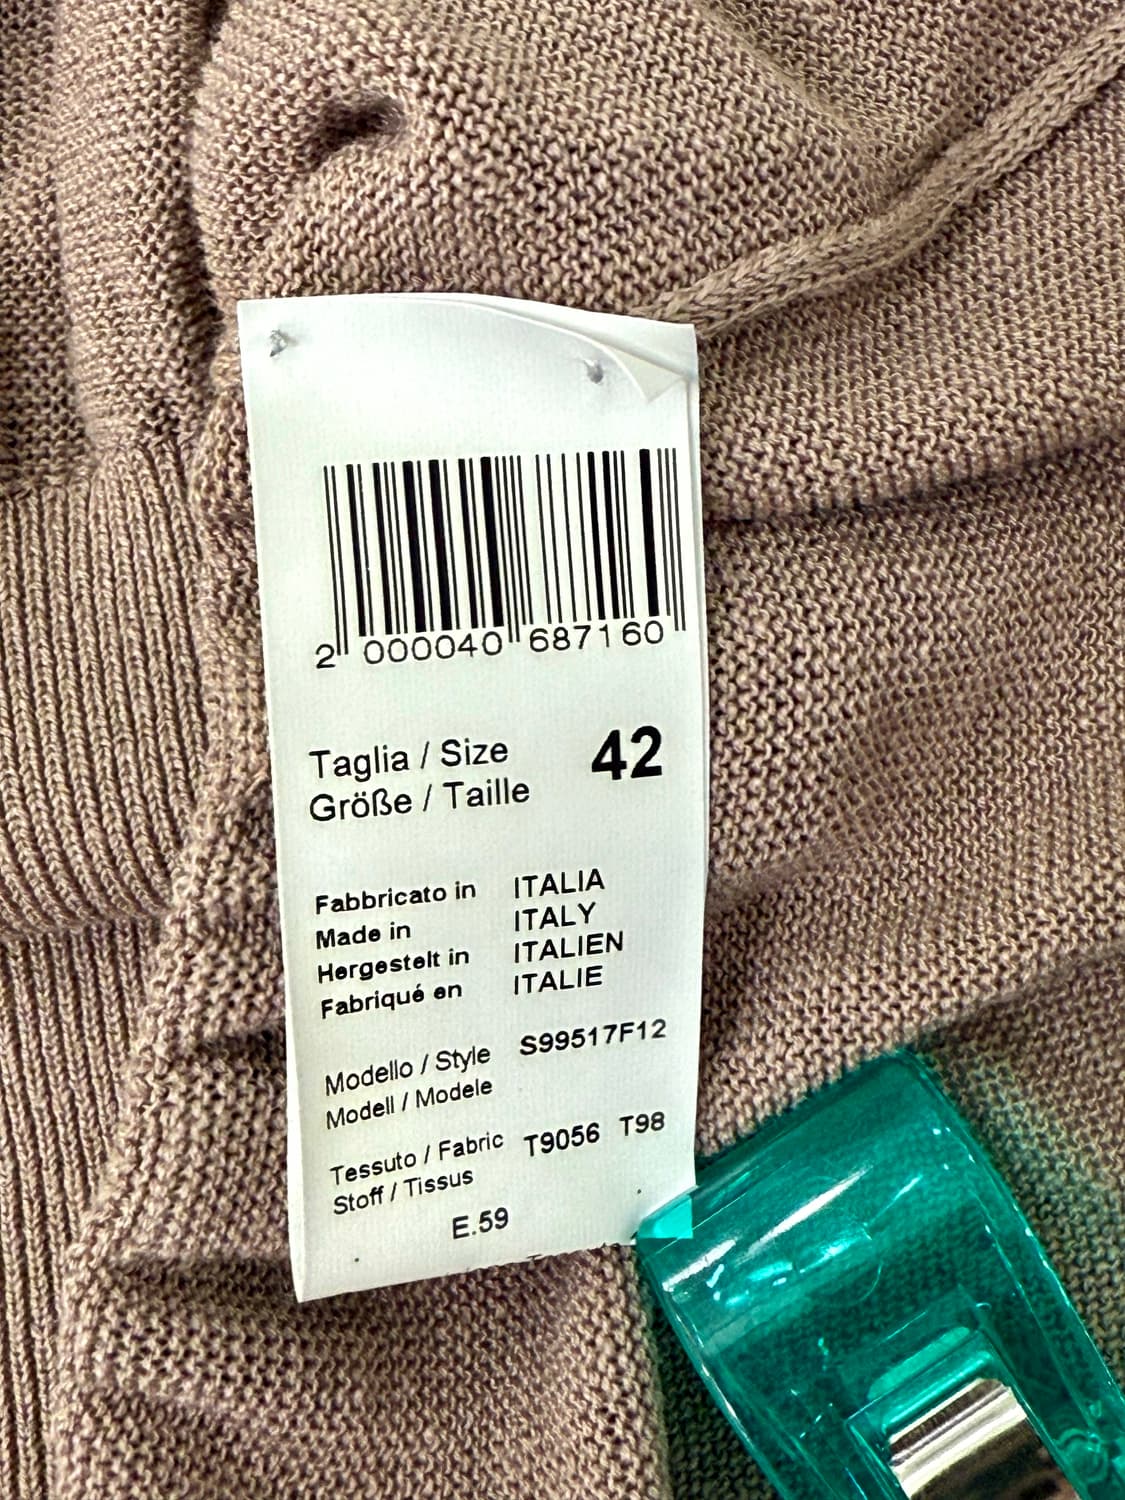 2 000040 687160
Taglia / Size 42
Größe / Taille
Fabbricato in ITALIA
Made in ITALY
Hergestelt in ITALIEN
Fabriqué en ITALIE
Modello / Style S99517F12
Modell / Modele
Tessuto / Fabric T9056 T98
Stoff / Tissus
E.59